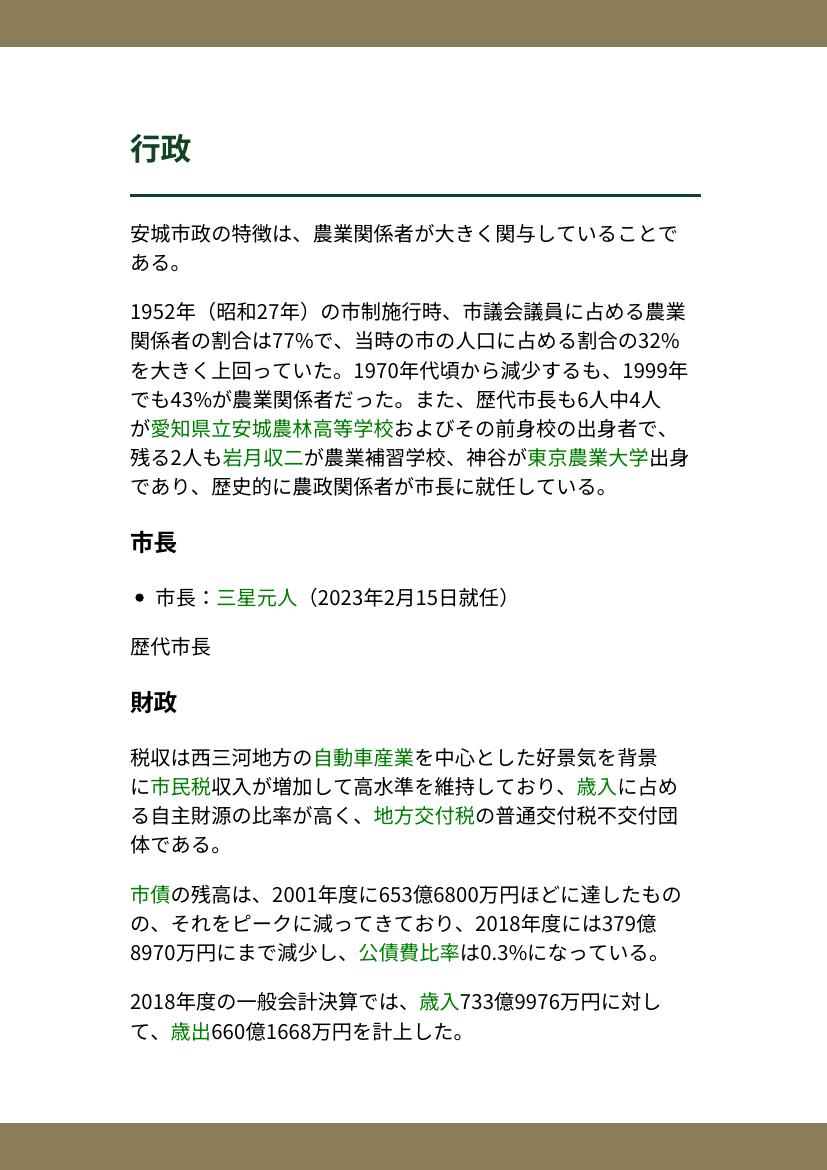 行政
安城市政の特徴は、農業関係者が大きく関与していることで
ある。
1952年（昭和27年）の市制施行時、市議会議員に占める農業
関係者の割合は77%で、当時の市の人口に占める割合の32%
を大きく上回っていた。1970年代頃から減少するも、1999年
でも43%が農業関係者だった。また、歴代市長も6人中4人
が愛知県立安城農林高等学校およびその前身校の出身者で、
残る2人も岩月収二が農業補習学校、神谷が東京農業大学出身
であり、歴史的に農政関係者が市長に就任している。
市長
• 市長：三星元人（2023年2月15日就任）
歴代市長
財政
税収は西三河地方の自動車産業を中心とした好景気を背景
に市民税収入が増加して高水準を維持しており、歳入に占め
る自主財源の比率が高く、地方交付税の普通交付税不交付団
体である。
市債の残高は、2001年度に653億6800万円ほどに達したもの
の、それをピークに減ってきており、2018年度には379億
8970万円にまで減少し、公債費比率は0.3%になっている。
2018年度の一般会計決算では、歳入733億9976万円に対し
て、歳出660億1668万円を計上した。